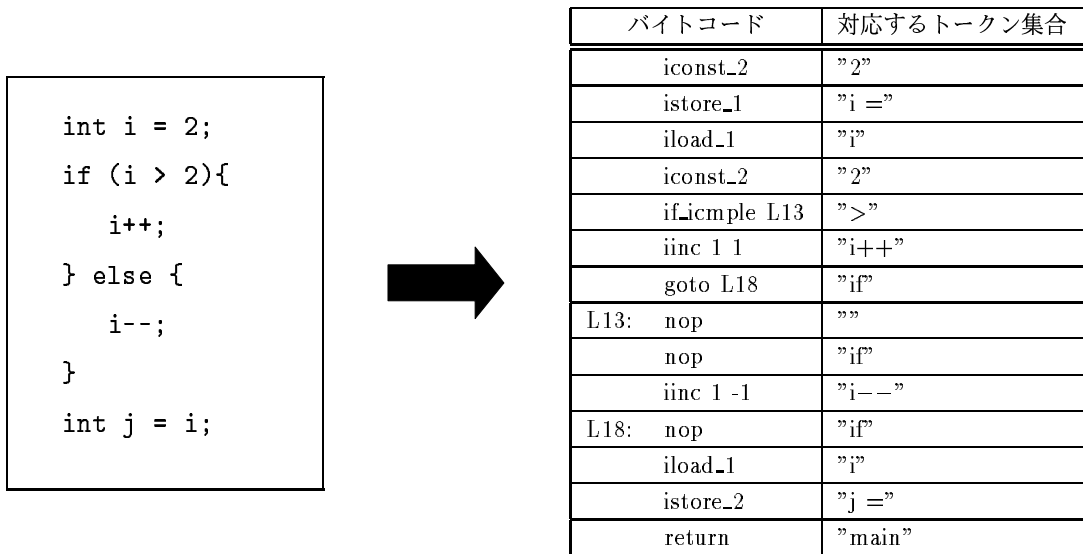 int i = 2;
if (i > 2){
i++;
} else {
i--;
}
int j = i;
バイトコード 対応するトークン集合
iconst_2 ”2”
istore_1 ”i =”
iload_1 ”i”
iconst_2 ”2”
if_icmple L13 ”>”
iinc 1 1 ”i++”
goto L18 ”if”
L13: nop ””
nop ”if”
iinc 1 -1 ”i−−”
L18: nop ”if”
iload_1 ”i”
istore_2 ”j =”
return ”main”